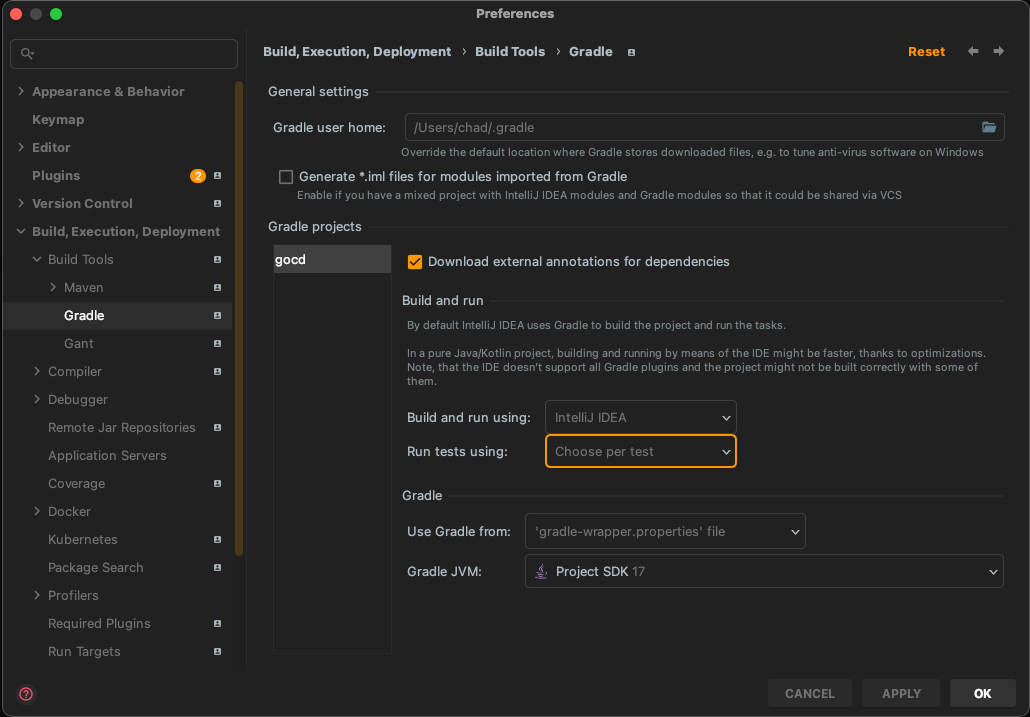 Preferences
Build, Execution, Deployment › Build Tools › Gradle
Reset
Appearance & Behavior
Keymap
Editor
Plugins 2
Version Control
Build, Execution, Deployment
Build Tools
Maven
Gradle
Gant
Compiler
Debugger
Remote Jar Repositories
Application Servers
Coverage
Docker
Kubernetes
Package Search
Profilers
Required Plugins
Run Targets
General settings
Gradle user home: /Users/chad/.gradle
Override the default location where Gradle stores downloaded files, e.g. to tune anti-virus software on Windows
Generate *.iml files for modules imported from Gradle
Enable if you have a mixed project with IntelliJ IDEA modules and Gradle modules so that it could be shared via VCS
Gradle projects
gocd
Download external annotations for dependencies
Build and run
By default IntelliJ IDEA uses Gradle to build the project and run the tasks.
In a pure Java/Kotlin project, building and running by means of the IDE might be faster, thanks to optimizations.
Note, that the IDE doesn't support all Gradle plugins and the project might not be built correctly with some of
them.
Build and run using: IntelliJ IDEA
Run tests using: Choose per test
Gradle
Use Gradle from: 'gradle-wrapper.properties' file
Gradle JVM: Project SDK 17
?
CANCEL
APPLY
OK